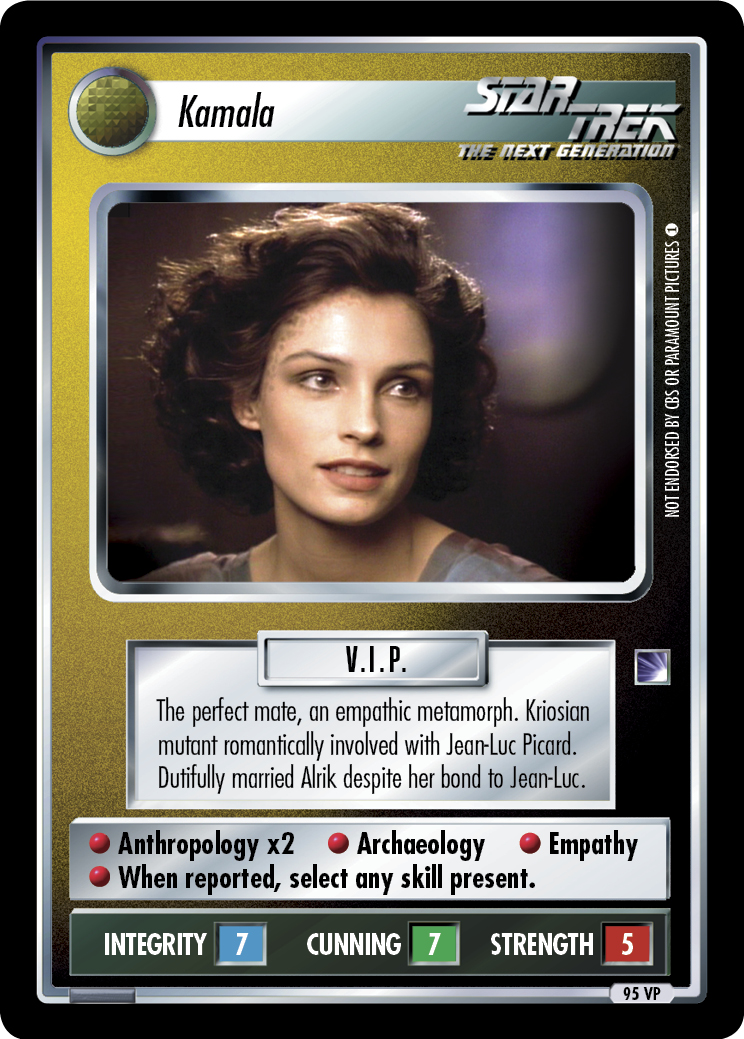 Kamala
STAR TREK
THE NEXT GENERATION
NOT ENDORSED BY CBS OR PARAMOUNT PICTURES 1
V.I.P.
The perfect mate, an empathic metamorph. Kriosian
mutant romantically involved with Jean-Luc Picard.
Dutifully married Alrik despite her bond to Jean-Luc.
Anthropology x2 Archaeology Empathy
When reported, select any skill present.
INTEGRITY 7 CUNNING 7 STRENGTH 5
95 VP